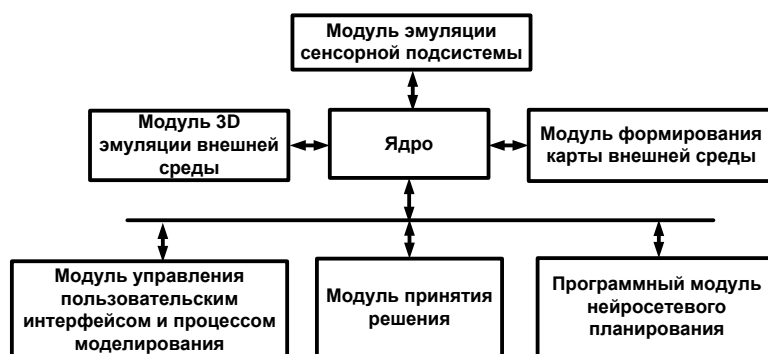 Модуль эмуляции
сенсорной подсистемы
Модуль 3D
эмуляции внешней
среды
Ядро
Модуль формирования
карты внешней среды
Модуль управления
пользовательским
интерфейсом и процессом
моделирования
Модуль принятия
решения
Программный модуль
нейросетевого
планирования